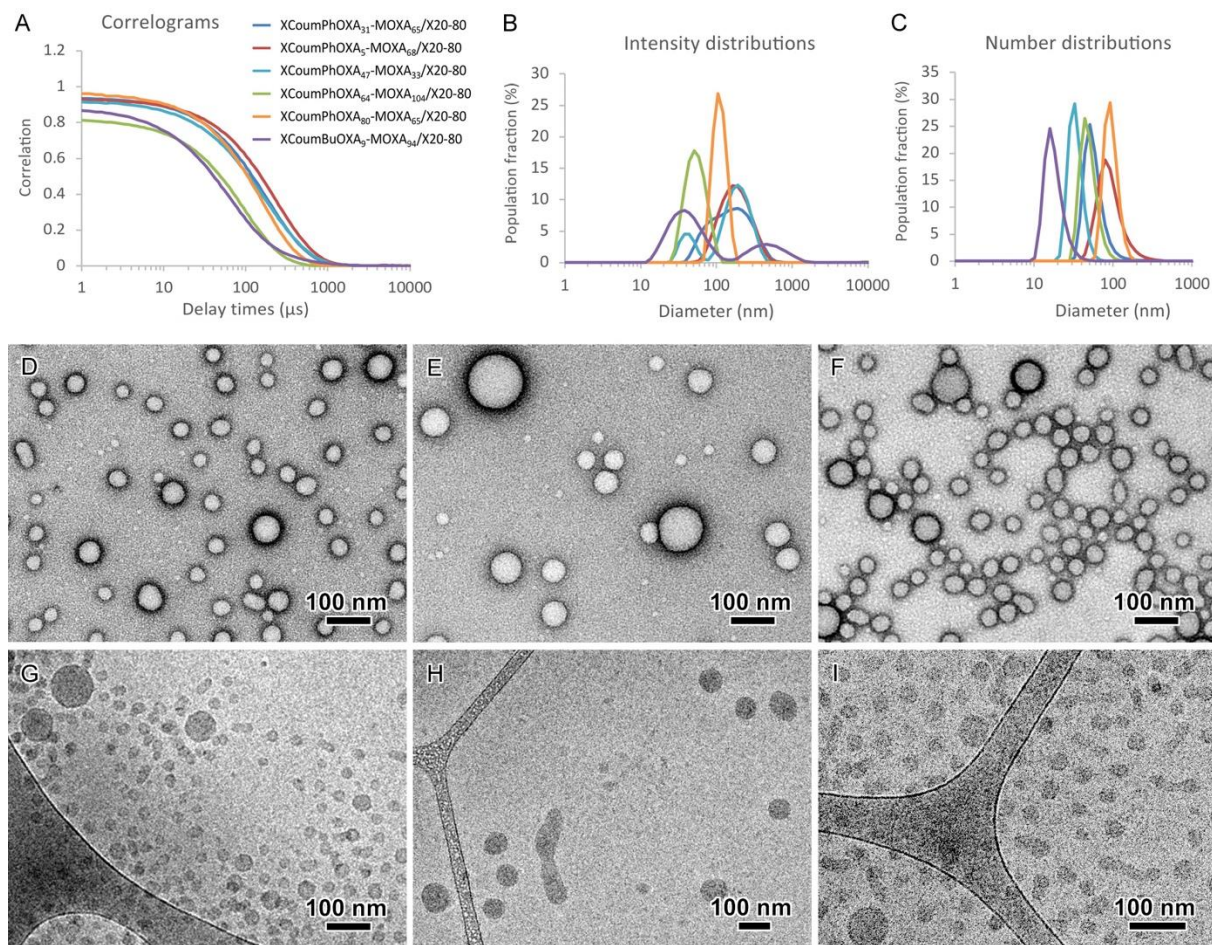 A
Correlograms
1.2
1
0.8
0.6
0.4
0.2
0
Correlation
1
10
100
1000
10000
Delay times (µs)
XCoumPhOXA₃₁-MOXA₆₅/X20-80
XCoumPhOXA₅-MOXA₆₈/X20-80
XCoumPhOXA₄₇-MOXA₃₃/X20-80
XCoumPhOXA₆₄-MOXA₁₀₄/X20-80
XCoumPhOXA₈₀-MOXA₆₅/X20-80
XCoumBuOXA₉-MOXA₉₄/X20-80
B
Intensity distributions
30
25
20
15
10
5
0
Population fraction (%)
1
10
100
1000
10000
Diameter (nm)
C
Number distributions
35
30
25
20
15
10
5
0
Population fraction (%)
1
10
100
1000
Diameter (nm)
D
100 nm
E
100 nm
F
100 nm
G
100 nm
H
100 nm
I
100 nm